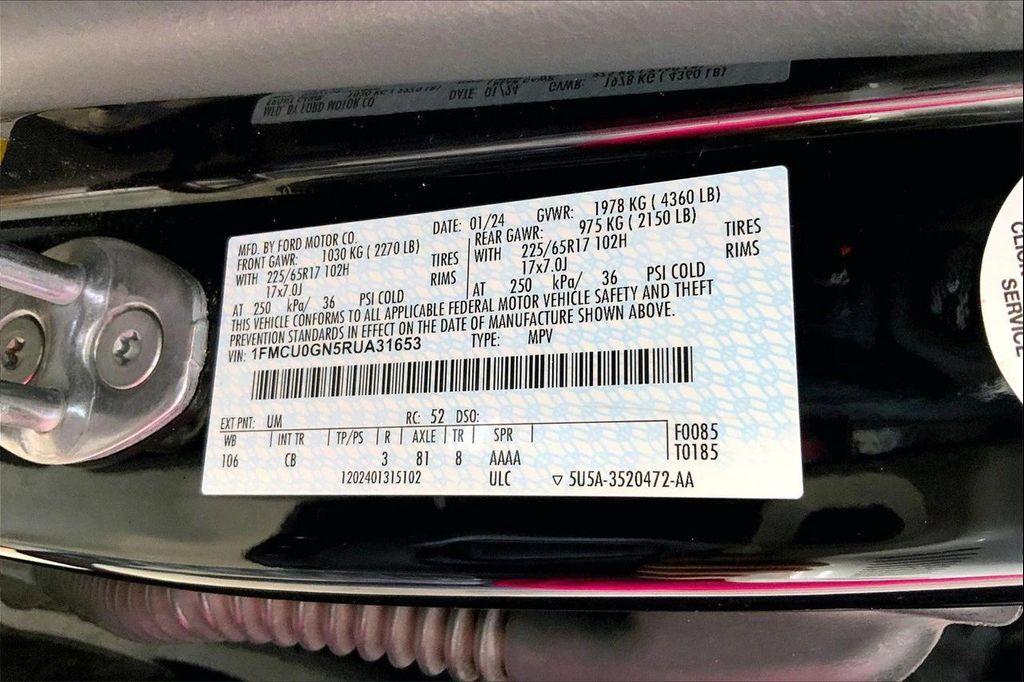 MFD. BY FORD MOTOR CO. DATE: 01/24 GVWR: 1978 KG ( 4360 LB)
FRONT GAWR: 1030 KG ( 2270 LB) REAR GAWR: 975 KG ( 2150 LB)
WITH 225/65R17 102H TIRES WITH 225/65R17 102H TIRES
17x7.0J RIMS 17x7.0J RIMS
AT 250 kPa/ 36 PSI COLD AT 250 kPa/ 36 PSI COLD
THIS VEHICLE CONFORMS TO ALL APPLICABLE FEDERAL MOTOR VEHICLE SAFETY AND THEFT
PREVENTION STANDARDS IN EFFECT ON THE DATE OF MANUFACTURE SHOWN ABOVE.
VIN: 1FMCU0GN5RUA31653 TYPE: MPV
EXT PNT: UM RC: 52 DSO:
WB INT TR TP/PS R AXLE TR SPR F0085
106 CB 3 81 8 AAAA T0185
1202401315102 ULC ▽ 5U5A-3520472-AA
SERVICE